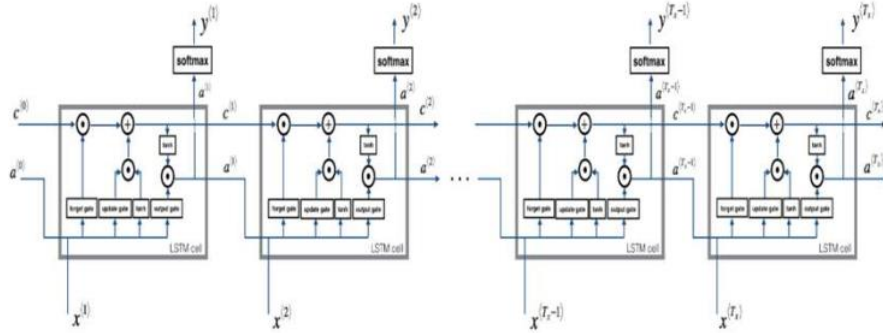 y⁽¹⁾ y⁽²⁾ y⁽ᵀˣ⁻¹⁾ y⁽ᵀˣ⁾
softmax softmax softmax softmax
a⁽¹⁾ a⁽²⁾ a⁽ᵀˣ⁻¹⁾ a⁽ᵀˣ⁾
c⁽⁰⁾ c⁽¹⁾ c⁽²⁾ c⁽ᵀˣ⁻¹⁾ c⁽ᵀˣ⁾
tanh tanh tanh tanh
a⁽⁰⁾ a⁽¹⁾ a⁽²⁾ ... a⁽ᵀˣ⁻¹⁾ a⁽ᵀˣ⁾
forget gate update gate tanh output gate forget gate update gate tanh output gate forget gate update gate tanh output gate forget gate update gate tanh output gate
LSTM cell LSTM cell LSTM cell LSTM cell
x⁽¹⁾ x⁽²⁾ x⁽ᵀˣ⁻¹⁾ x⁽ᵀˣ⁾